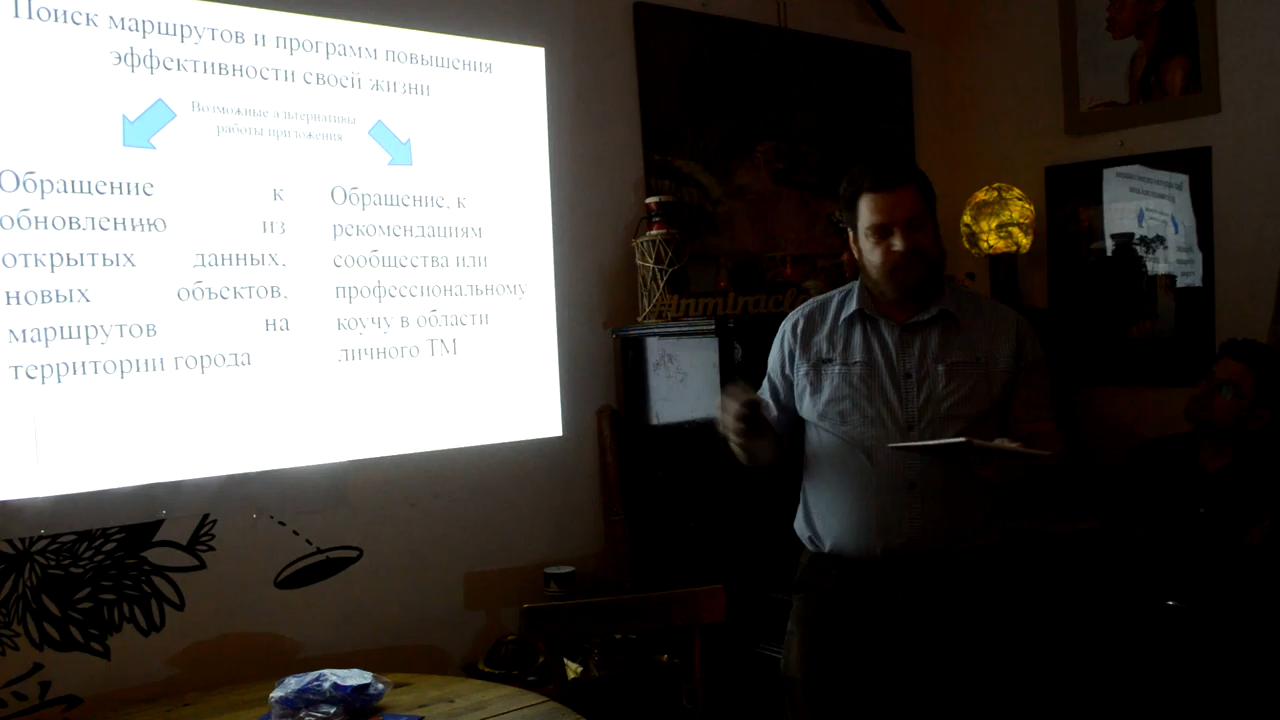 Поиск маршрутов и программ повышения
эффективности своей жизни
Возможные альтернативы
работы приложения
Обращение к
обновлению из
открытых данных,
новых объектов,
маршрутов на
территории города
Обращение, к
рекомендациям
сообщества или
профессиональному
коучу в области
личного ТМ
#inmiracle